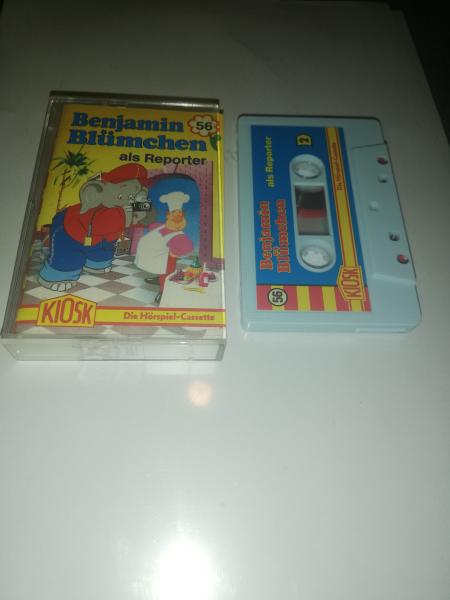 Benjamin
Blümchen
56
als Reporter
KIOSK
Die Hörspiel-Cassette
56
Benjamin
Blümchen
als Reporter
2
KIOSK
Die Hörspiel-Cassette